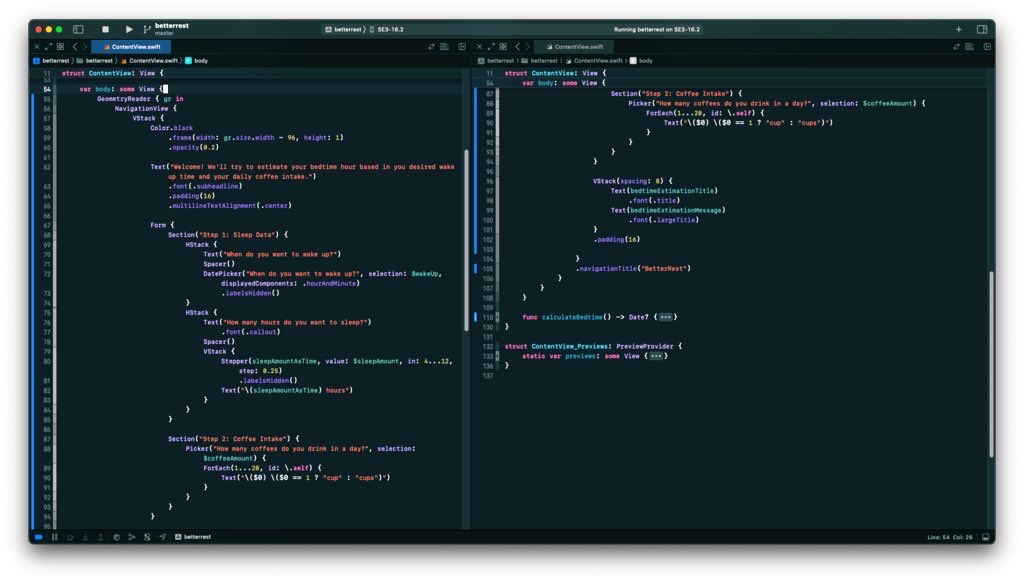 betterrest
master
betterrest 〉 SE3-16.2
Running betterrest on SE3-16.2
ContentView.swift
betterrest 〉 betterrest 〉 ContentView.swift 〉 P body
11 struct ContentView: View {
53
54 var body: some View {
55 GeometryReader { gr in
56 NavigationView {
57 VStack {
58 Color.black
59 .frame(width: gr.size.width - 96, height: 1)
60 .opacity(0.2)
61
62 Text("Welcome! We'll try to estimate your bedtime hour based in you desired wake
up time and your daily coffee intake.")
63 .font(.subheadline)
64 .padding(16)
65 .multilineTextAlignment(.center)
66
67 Form {
68 Section("Step 1: Sleep Data") {
69 HStack {
70 Text("When do you want to wake up?")
71 Spacer()
72 DatePicker("When do you want to wake up?", selection: $wakeUp,
displayedComponents: .hourAndMinute)
73 .labelsHidden()
74 }
75 HStack {
76 Text("How many hours do you want to sleep?")
77 .font(.callout)
78 Spacer()
79 VStack {
80 Stepper(sleepAmountAsTime, value: $sleepAmount, in: 4...12,
step: 0.25)
81 .labelsHidden()
82 Text("\(sleepAmountAsTime) hours")
83 }
84 }
85 }
86
87 Section("Step 2: Coffee Intake") {
88 Picker("How many coffees do you drink in a day?", selection:
$coffeeAmount) {
89 ForEach(1...20, id: \.self) {
90 Text("\($0) \($0 == 1 ? "cup" : "cups")")
91 }
92 }
93 }
94 }
95
ContentView.swift
betterrest 〉 betterrest 〉 ContentView.swift 〉 P body
11 struct ContentView: View {
54 var body: some View {
87 Section("Step 2: Coffee Intake") {
88 Picker("How many coffees do you drink in a day?", selection: $coffeeAmount) {
89 ForEach(1...20, id: \.self) {
90 Text("\($0) \($0 == 1 ? "cup" : "cups")")
91 }
92 }
93 }
94 }
95
96 VStack(spacing: 8) {
97 Text(bedtimeEstimationTitle)
98 .font(.title)
99 Text(bedtimeEstimationMessage)
100 .font(.largeTitle)
101 }
102 .padding(16)
103
104 }
105 .navigationTitle("BetterRest")
106 }
107 }
108 }
109
110 func calculateBedtime() -> Date? {•••}
130 }
131
132 struct ContentView_Previews: PreviewProvider {
133 static var previews: some View {•••}
136 }
137
betterrest
Line: 54 Col: 26